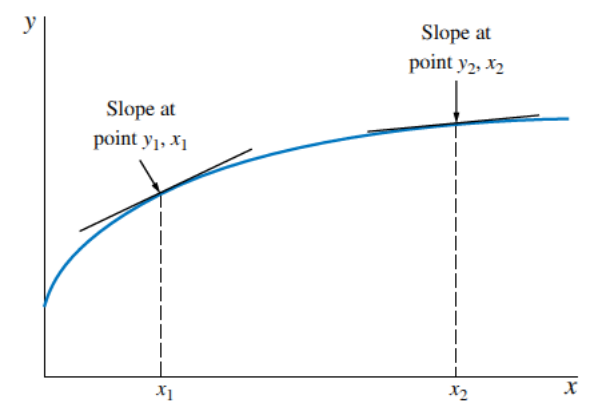 y
Slope at
point y₂, x₂
Slope at
point y₁, x₁
x₁
x₂
x